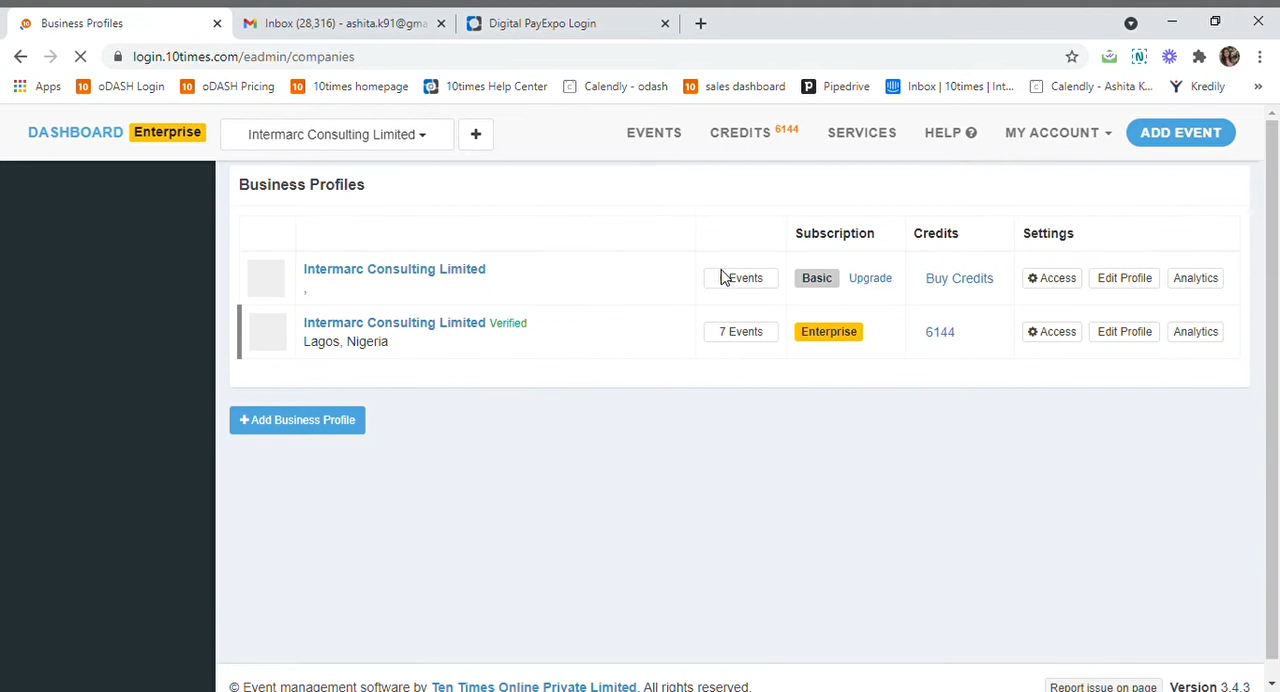 Business Profiles
Inbox (28,316) - ashita.k91@gma
Digital PayExpo Login
login.10times.com/eadmin/companies
Apps
oDASH Login
oDASH Pricing
10times homepage
10times Help Center
Calendly - odash
sales dashboard
Pipedrive
Inbox | 10times | Int...
Calendly - Ashita K...
Kredily
»
DASHBOARD Enterprise
Intermarc Consulting Limited
EVENTS
CREDITS 6144
SERVICES
HELP
MY ACCOUNT
ADD EVENT
Business Profiles
Subscription
Credits
Settings
Intermarc Consulting Limited
,
Events
Basic
Upgrade
Buy Credits
Access
Edit Profile
Analytics
Intermarc Consulting Limited Verified
Lagos, Nigeria
7 Events
Enterprise
6144
Access
Edit Profile
Analytics
+ Add Business Profile
© Event management software by Ten Times Online Private Limited. All rights reserved.
Report issue on page
Version 3.4.3